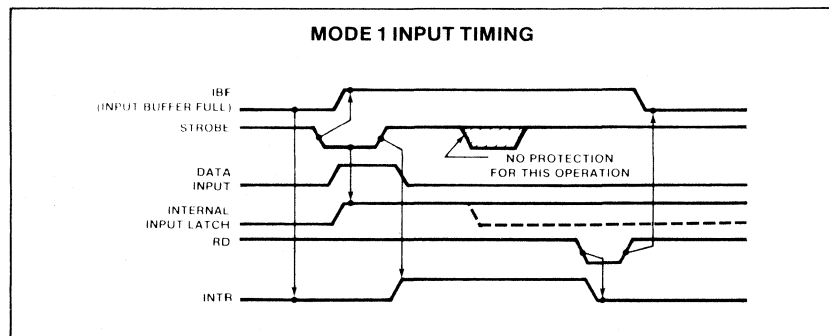 MODE 1 INPUT TIMING
IBF
(INPUT BUFFER FULL)
STROBE
NO PROTECTION
FOR THIS OPERATION
DATA
INPUT
INTERNAL
INPUT LATCH
RD
INTR